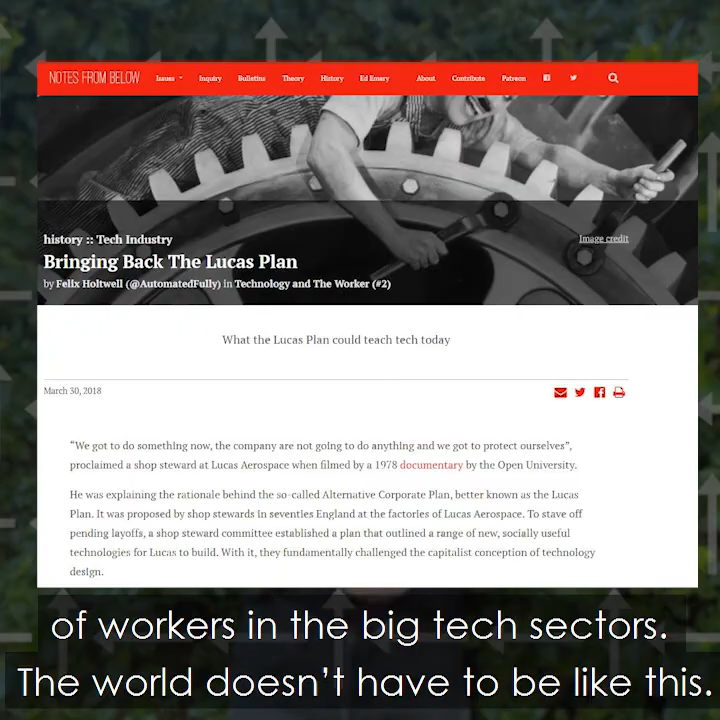 NOTES FROM BELOW Issues Inquiry Bulletins Theory History Ed Emery About Contribute Patreon
history :: Tech Industry
Image credit
Bringing Back The Lucas Plan
by Felix Holtwell (@AutomatedFully) in Technology and The Worker (#2)
What the Lucas Plan could teach tech today
March 30, 2018
“We got to do something now, the company are not going to do anything and we got to protect ourselves”,
proclaimed a shop steward at Lucas Aerospace when filmed by a 1978 documentary by the Open University.
He was explaining the rationale behind the so-called Alternative Corporate Plan, better known as the Lucas
Plan. It was proposed by shop stewards in seventies England at the factories of Lucas Aerospace. To stave off
pending layoffs, a shop steward committee established a plan that outlined a range of new, socially useful
technologies for Lucas to build. With it, they fundamentally challenged the capitalist conception of technology
design.
of workers in the big tech sectors.
The world doesn’t have to be like this.